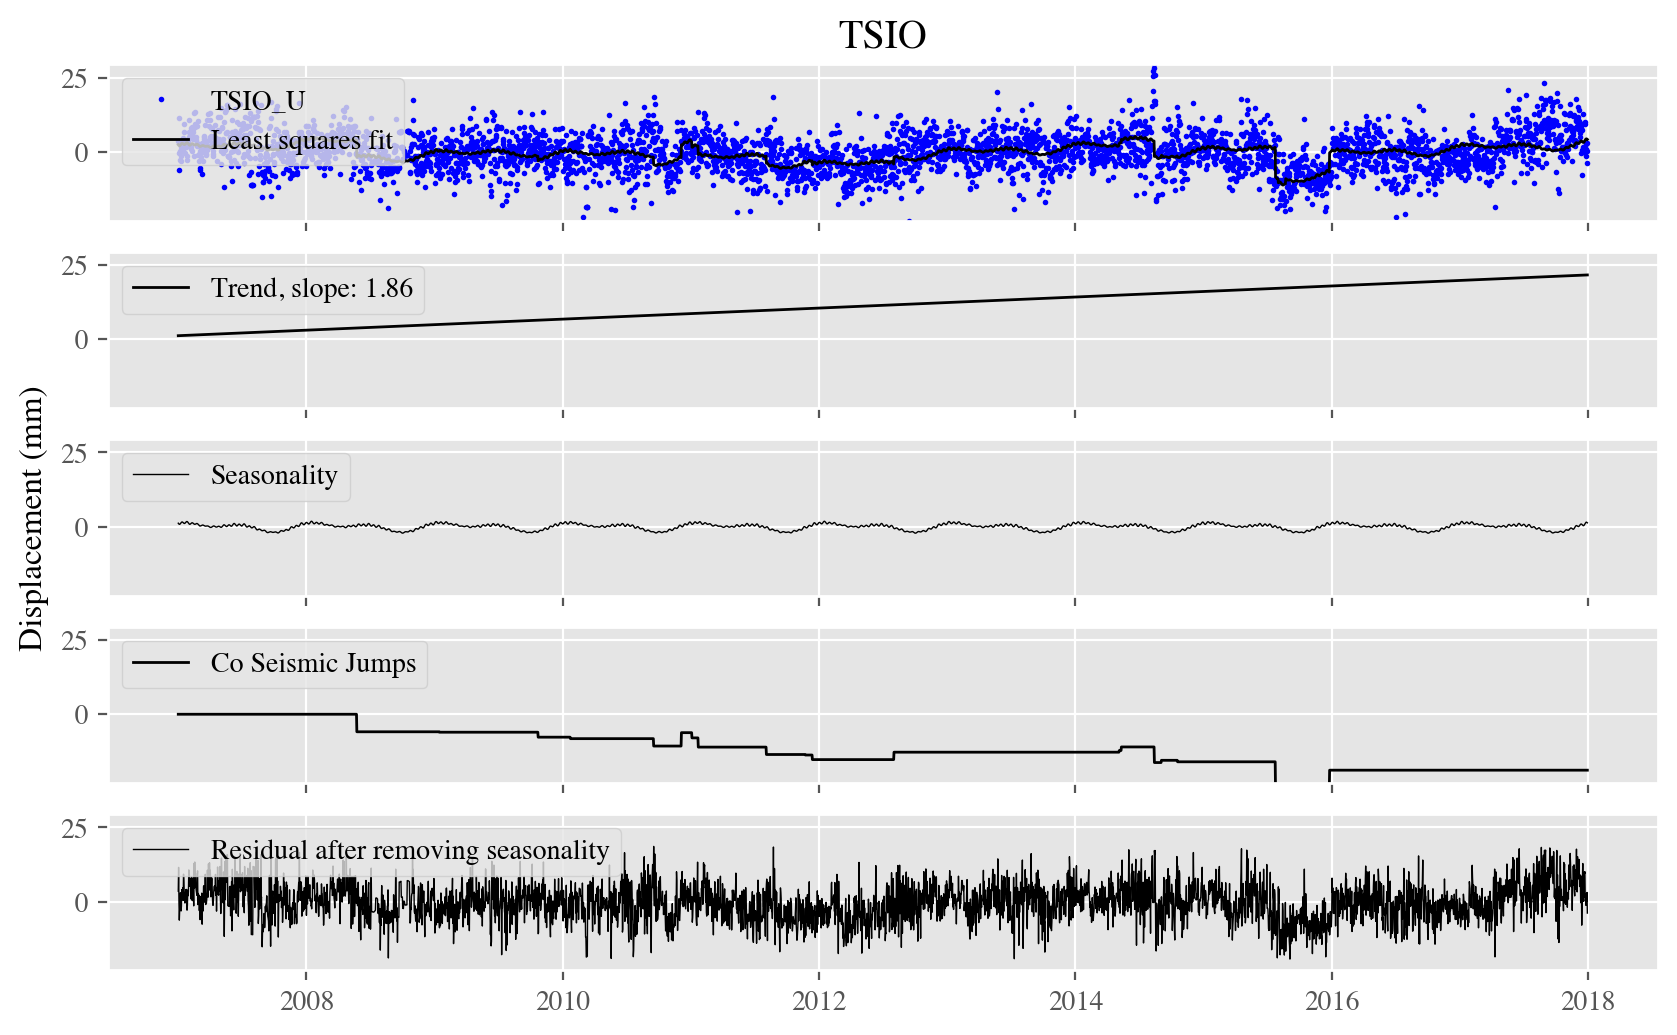 TSIO
25
0
TSIO_U
Least squares fit
25
0
Trend, slope: 1.86
Displacement (mm)
25
0
Seasonality
25
0
Co Seismic Jumps
25
0
Residual after removing seasonality
2008 2010 2012 2014 2016 2018